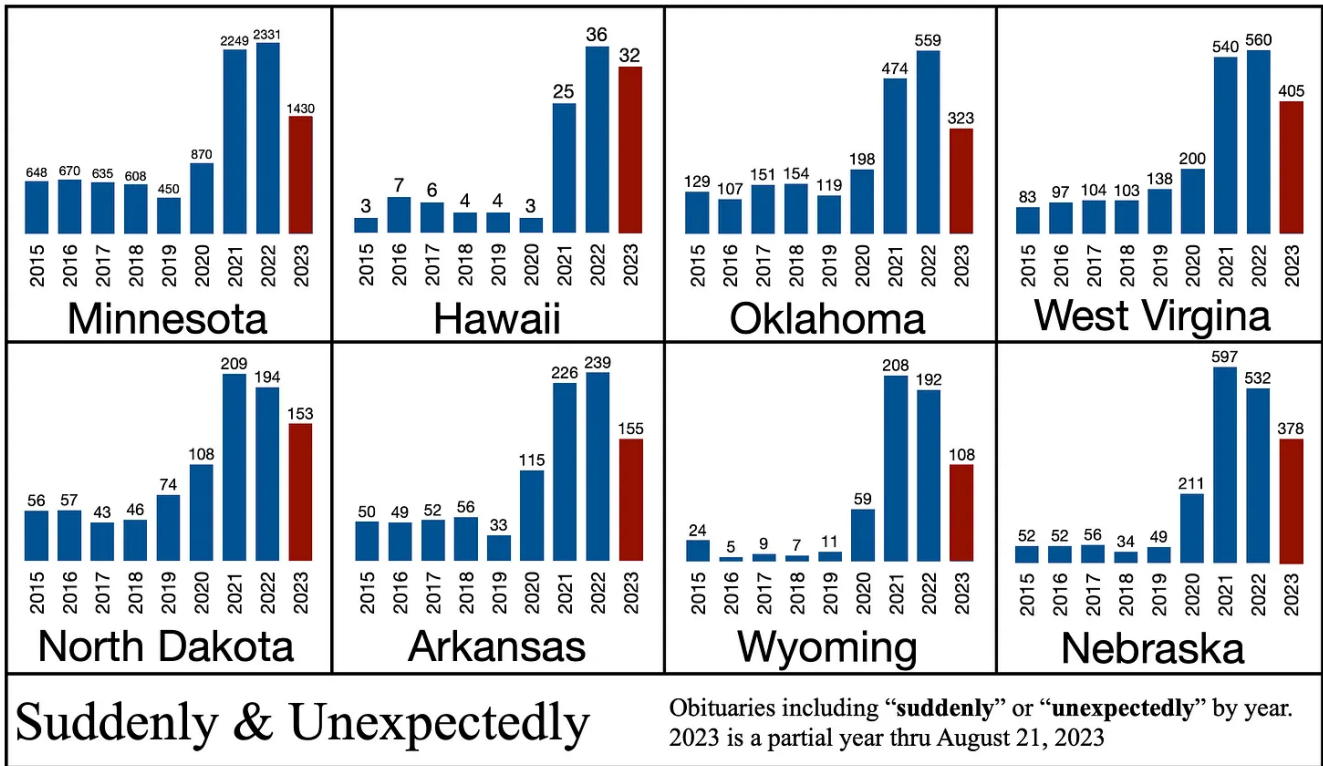 648 670 635 608 450 870 2249 2331 1430
2015 2016 2017 2018 2019 2020 2021 2022 2023
Minnesota
3 7 6 4 4 3 25 36 32
2015 2016 2017 2018 2019 2020 2021 2022 2023
Hawaii
129 107 151 154 119 198 474 559 323
2015 2016 2017 2018 2019 2020 2021 2022 2023
Oklahoma
83 97 104 103 138 200 540 560 405
2015 2016 2017 2018 2019 2020 2021 2022 2023
West Virgina
56 57 43 46 74 108 209 194 153
2015 2016 2017 2018 2019 2020 2021 2022 2023
North Dakota
50 49 52 56 33 115 226 239 155
2015 2016 2017 2018 2019 2020 2021 2022 2023
Arkansas
24 5 9 7 11 59 208 192 108
2015 2016 2017 2018 2019 2020 2021 2022 2023
Wyoming
52 52 56 34 49 211 597 532 378
2015 2016 2017 2018 2019 2020 2021 2022 2023
Nebraska
Suddenly & Unexpectedly
Obituaries including “suddenly” or “unexpectedly” by year.
2023 is a partial year thru August 21, 2023